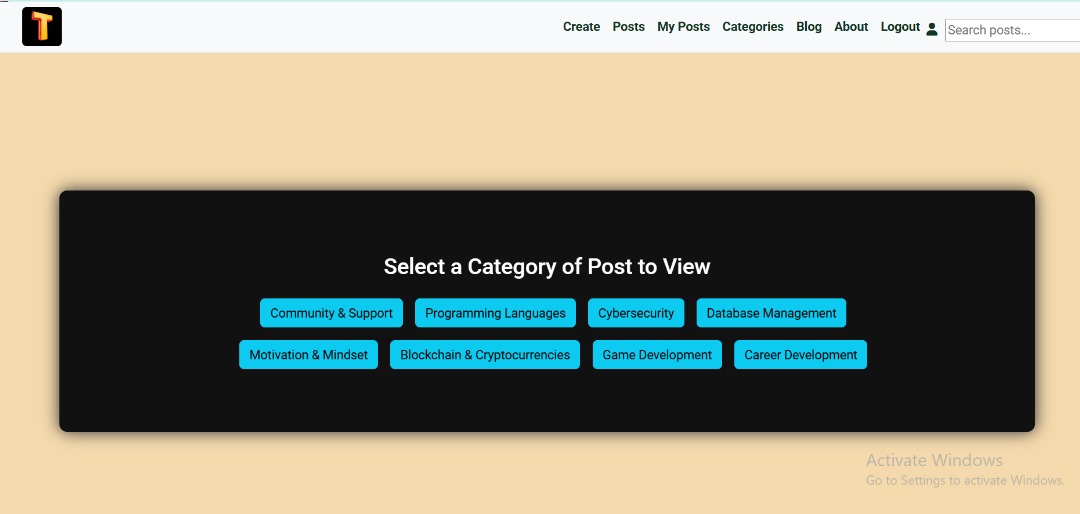 T
Create Posts My Posts Categories Blog About Logout Search posts...
Select a Category of Post to View
Community & Support Programming Languages Cybersecurity Database Management
Motivation & Mindset Blockchain & Cryptocurrencies Game Development Career Development
Activate Windows
Go to Settings to activate Windows.